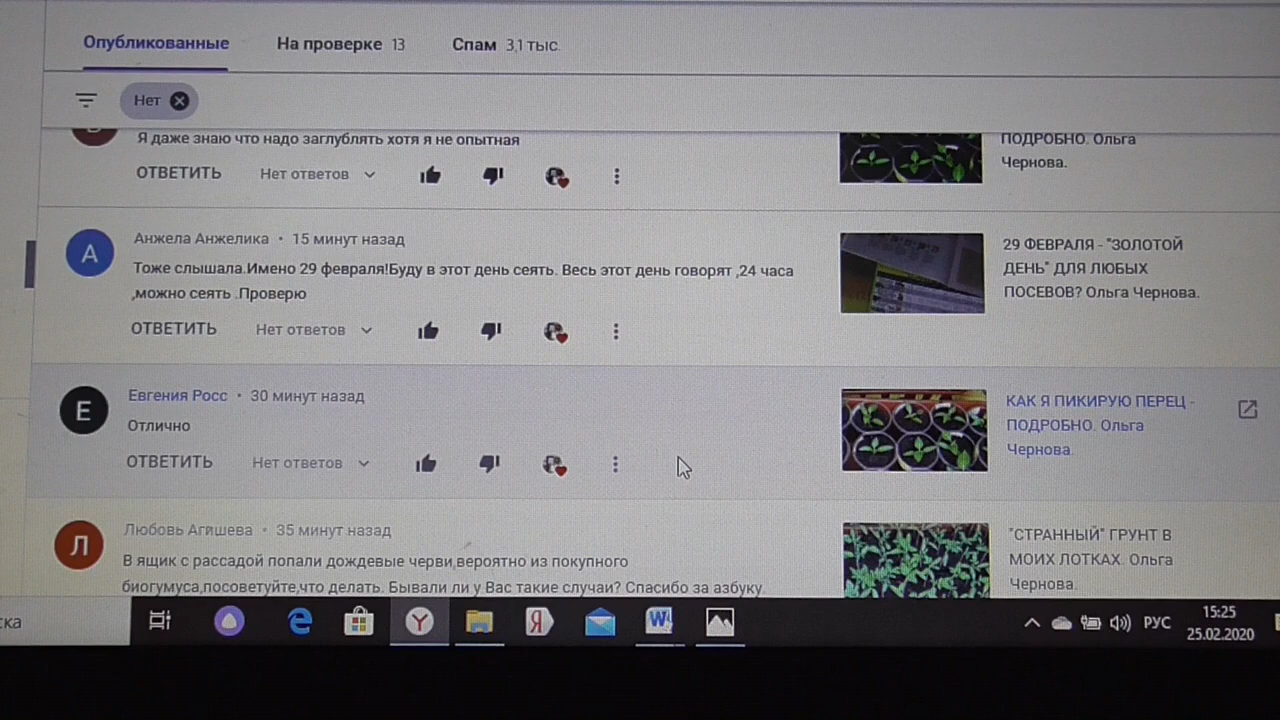 Опубликованные На проверке 13 Спам 3,1 тыс.
Нет
Я даже знаю что надо заглублять хотя я не опытная
ОТВЕТИТЬ Нет ответов
ПОДРОБНО. Ольга
Чернова.
А
Анжела Анжелика • 15 минут назад
Тоже слышала.Имено 29 февраля!Буду в этот день сеять. Весь этот день говорят ,24 часа
,можно сеять .Проверю
ОТВЕТИТЬ Нет ответов
29 ФЕВРАЛЯ - "ЗОЛОТОЙ
ДЕНЬ" ДЛЯ ЛЮБЫХ
ПОСЕВОВ? Ольга Чернова.
Е
Евгения Росс • 30 минут назад
Отлично
ОТВЕТИТЬ Нет ответов
КАК Я ПИКИРУЮ ПЕРЕЦ -
ПОДРОБНО. Ольга
Чернова.
Л
Любовь Агишева • 35 минут назад
В ящик с рассадой попали дождевые черви,вероятно из покупного
биогумуса,посоветуйте,что делать. Бывали ли у Вас такие случаи? Спасибо за азбуку.
"СТРАННЫЙ" ГРУНТ В
МОИХ ЛОТКАХ. Ольга
Чернова.
ска
РУС
15:25
25.02.2020